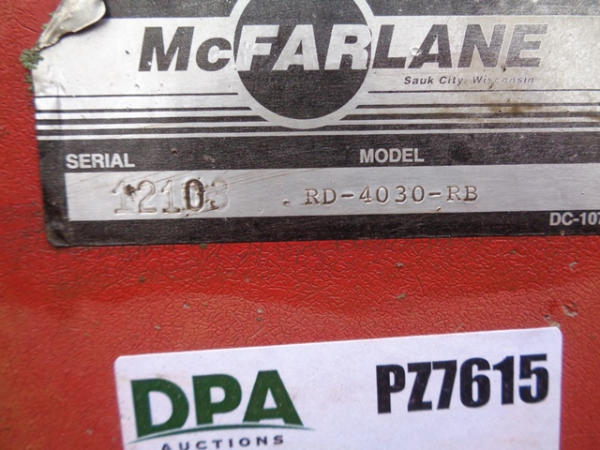 McFARLANE
Sauk City, Wisconsin
SERIAL MODEL
12103 RD-4030-RB
DC-107
DPA
AUCTIONS
PZ7615